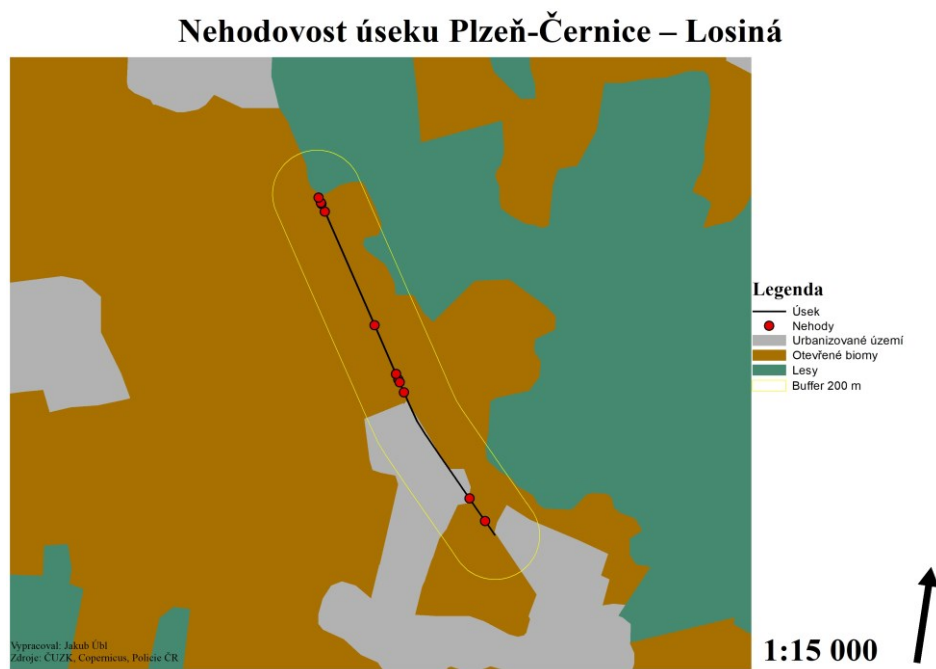 Nehodovost úseku Plzeň-Černice – Losiná
Legenda
Úsek
Nehody
Urbanizované území
Otevřené biomy
Lesy
Buffer 200 m
Vypracoval: Jakub Übl
Zdroje: ČUZK, Copernicus, Policie ČR
1:15 000